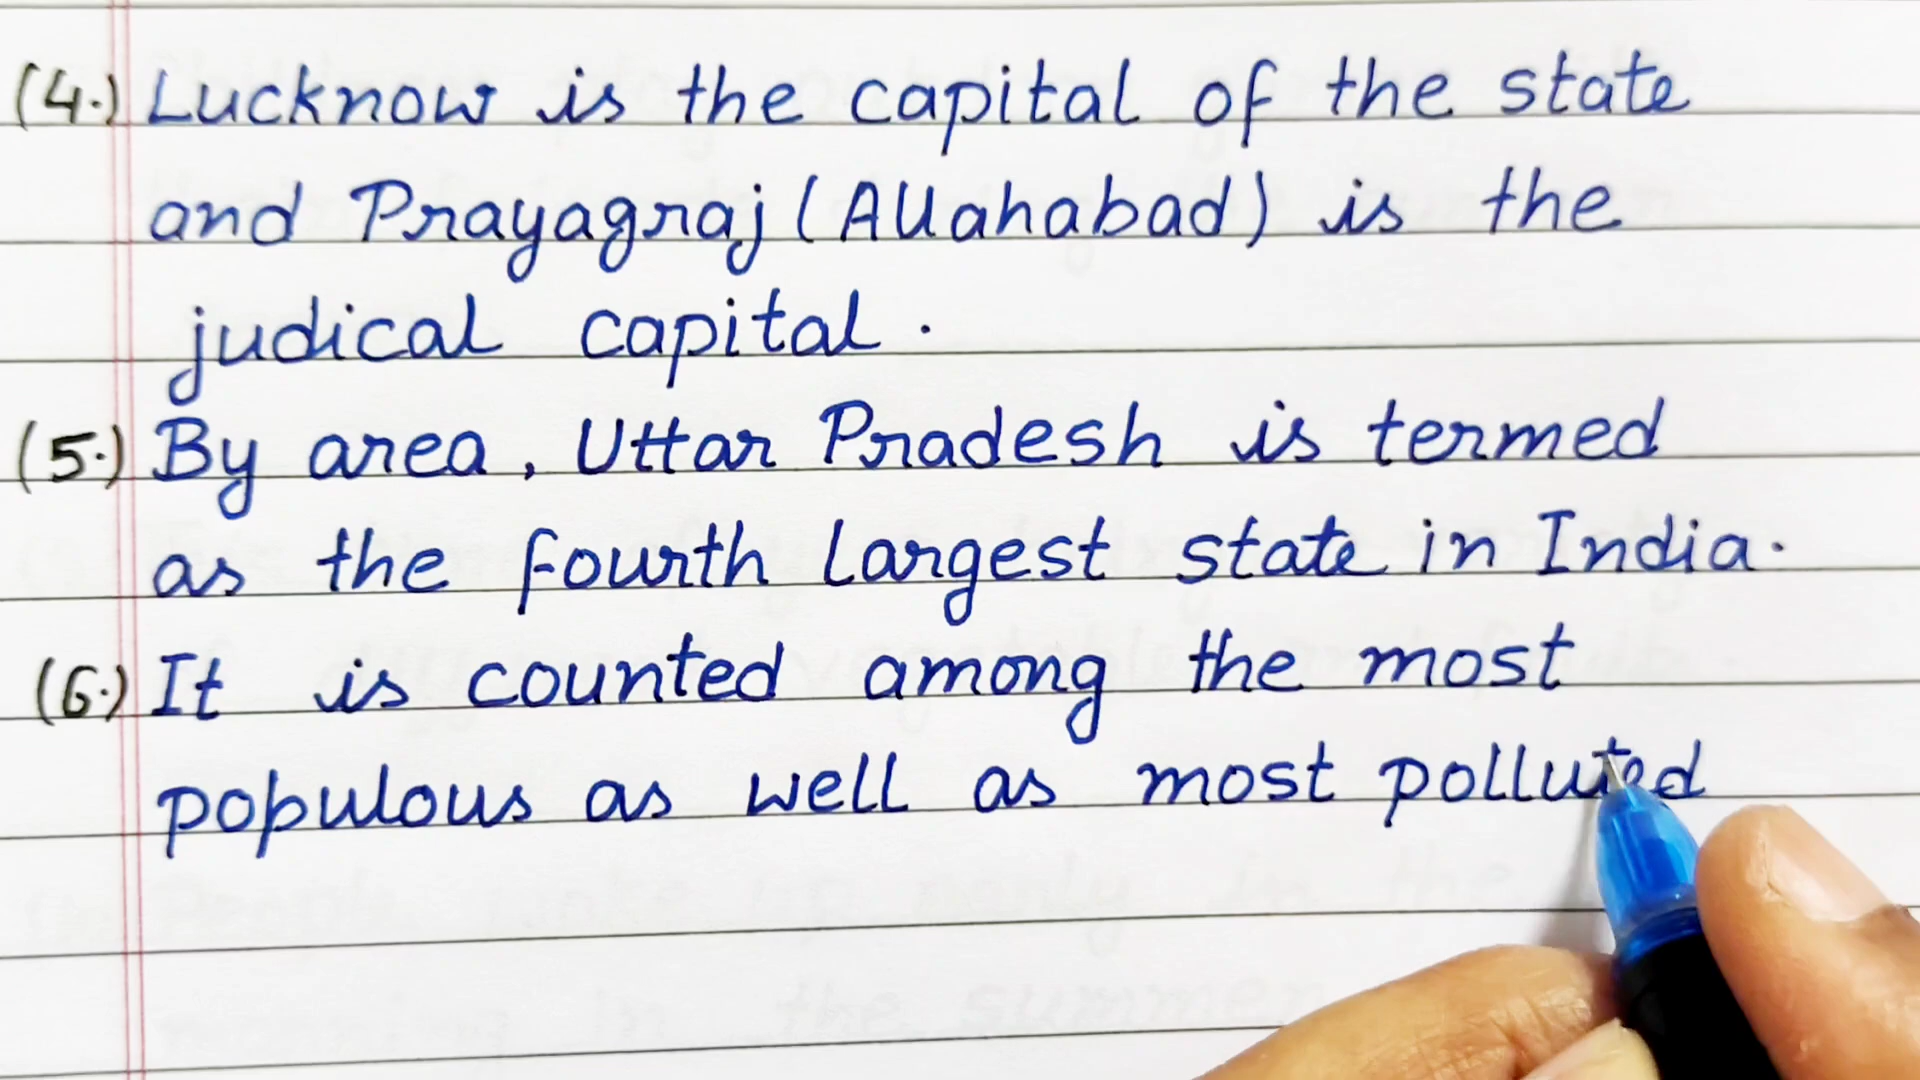 (4.) Lucknow is the capital of the state
and Prayagraj (Allahabad) is the
judical capital.
(5.) By area, Uttar Pradesh is termed
as the fourth largest state in India.
(6.) It is counted among the most
populous as well as most polluted